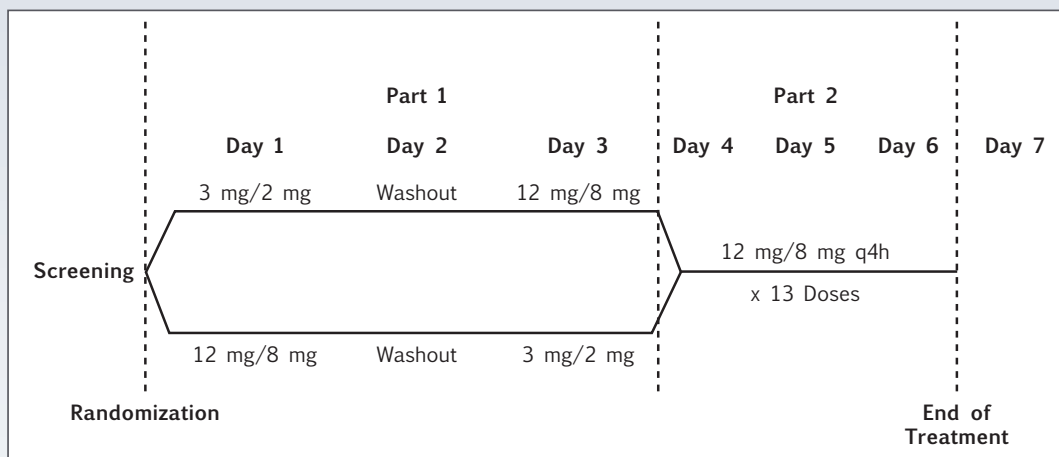 Part 1 Part 2
Day 1 Day 2 Day 3 Day 4 Day 5 Day 6 Day 7
3 mg/2 mg Washout 12 mg/8 mg
12 mg/8 mg q4h
Screening
x 13 Doses
12 mg/8 mg Washout 3 mg/2 mg
Randomization End of
Treatment